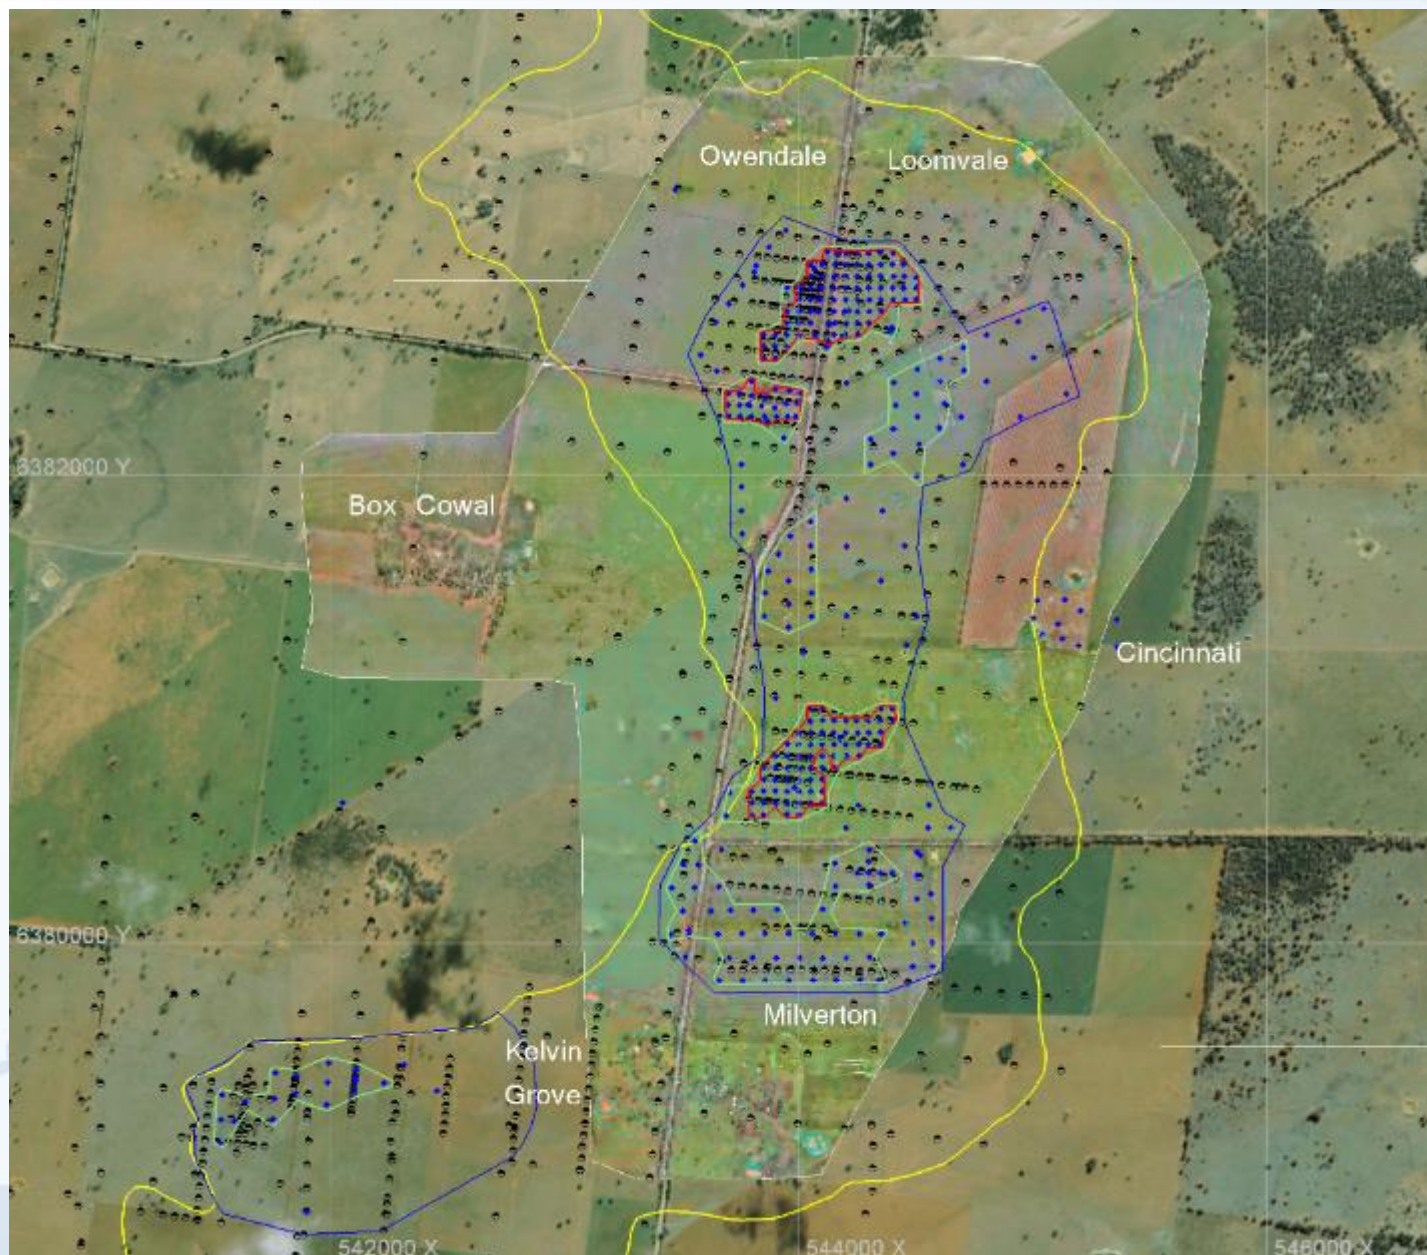 Owendale
Loomvale
6382000 Y
Box Cowal
Cincinnati
6380000 Y
Milverton
Kelvin
Grove
542000 X
544000 X
546000 X